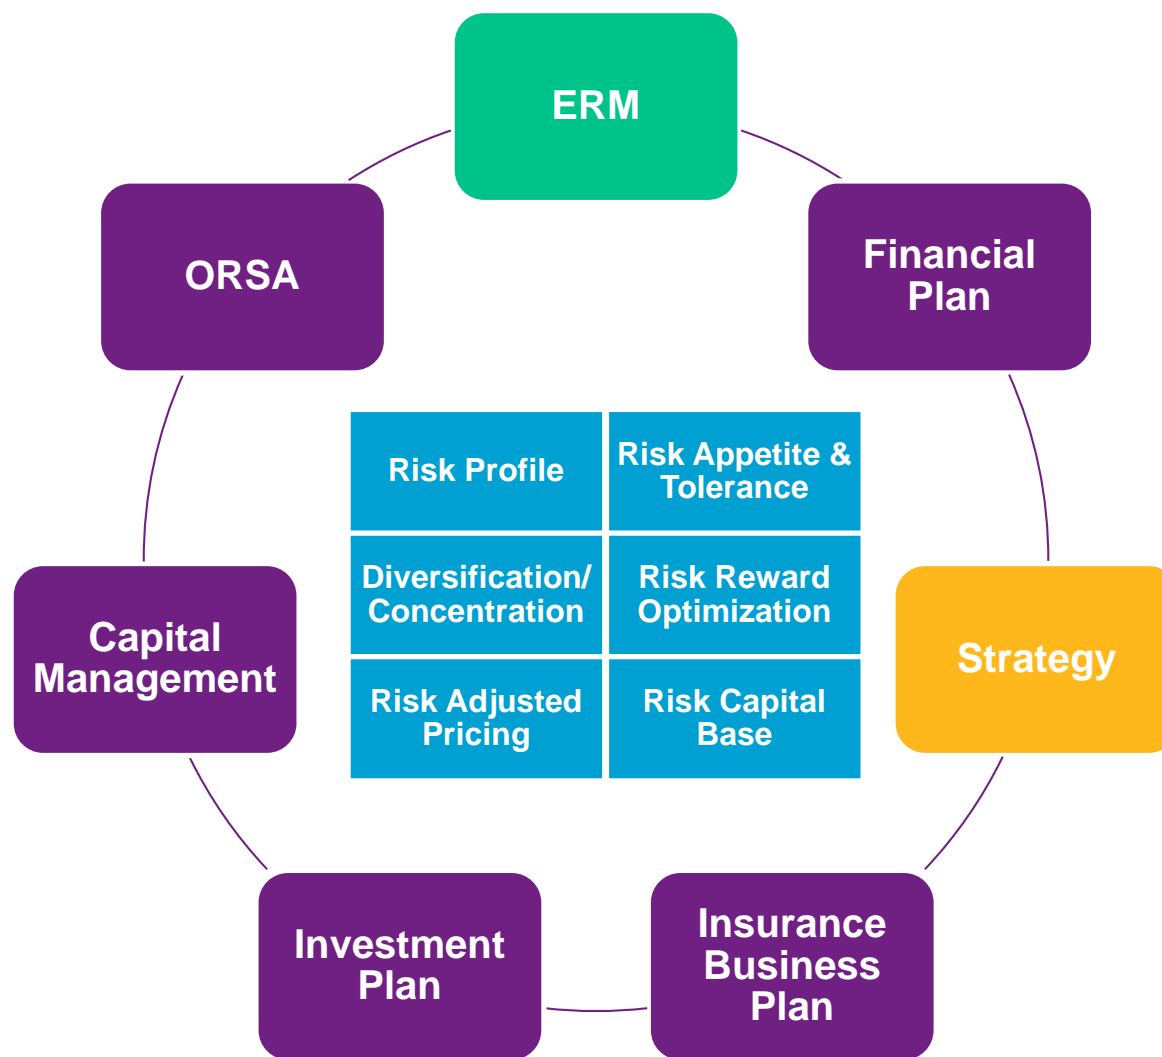 ERM
Financial
Plan
ORSA
Risk Profile
Risk Appetite &
Tolerance
Diversification/
Concentration
Risk Reward
Optimization
Risk Adjusted
Pricing
Risk Capital
Base
Capital
Management
Strategy
Investment
Plan
Insurance
Business
Plan